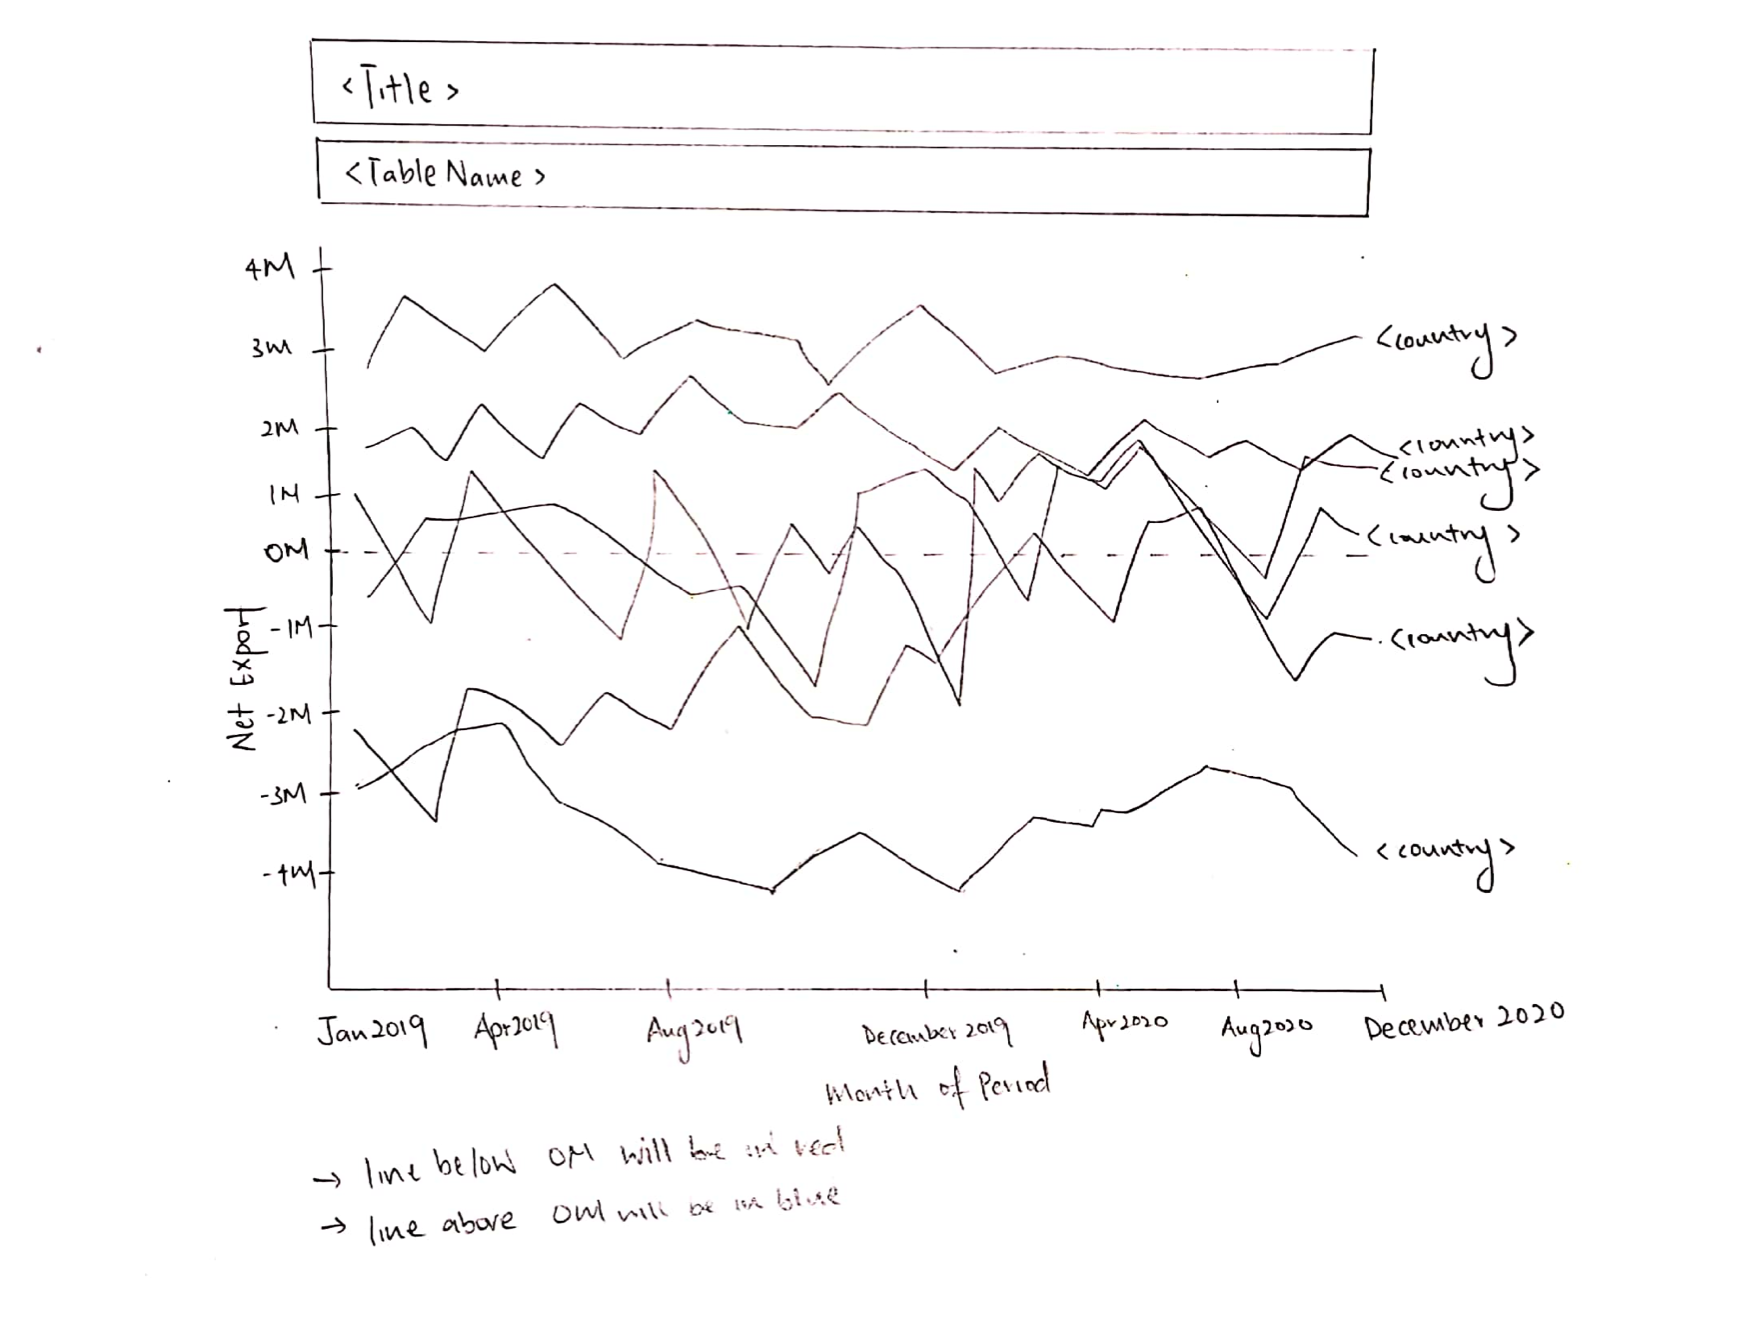 <Title>
<Table Name>
4M
3M
2M
1M
0M
-1M
-2M
-3M
-4M
Net Export
<country>
<country>
<country>
<country>
<country>
<country>
Jan 2019 Apr 2019 Aug 2019 December 2019 Apr 2020 Aug 2020 December 2020
Month of Period
→ line below 0M will be in red
→ line above 0M will be in blue